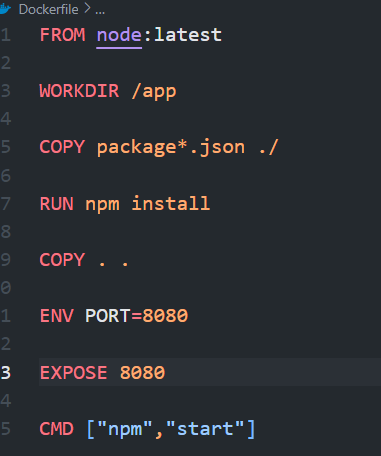 Dockerfile > ...
1 FROM node:latest
2
3 WORKDIR /app
4
5 COPY package*.json ./
6
7 RUN npm install
8
9 COPY . .
0
1 ENV PORT=8080
2
3 EXPOSE 8080
4
5 CMD ["npm","start"]